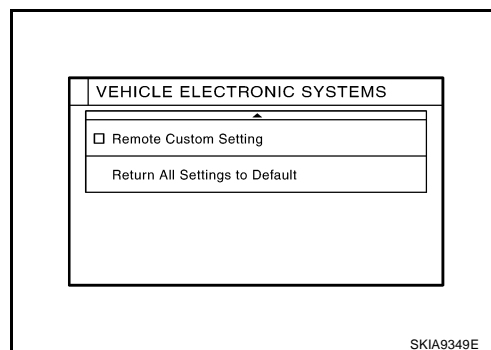 VEHICLE ELECTRONIC SYSTEMS
Remote Custom Setting
Return All Settings to Default
SKIA9349E